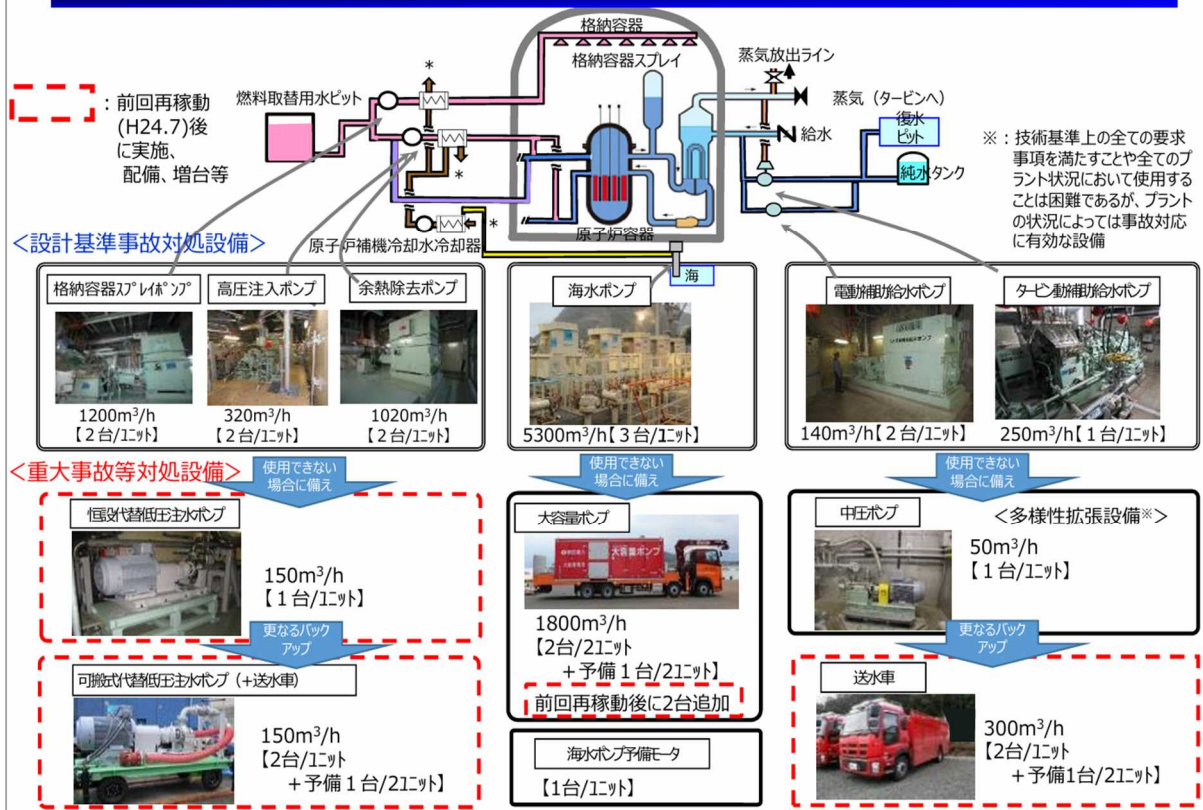 格納容器
格納容器スプレイ
蒸気放出ライン
：前回再稼動
(H24.7)後
に実施、
配備、増台等
燃料取替用水ピット
*
*
*
蒸気（タービンへ）
復水
ピット
給水
純水タンク
※：技術基準上の全ての要求
事項を満たすことや全てのプ
ラント状況において使用する
ことは困難であるが、プラント
の状況によっては事故対応
に有効な設備
原子炉容器
原子炉補機冷却水冷却器
海
＜設計基準事故対処設備＞
格納容器スプレイポンプ
高圧注入ポンプ
余熱除去ポンプ
海水ポンプ
電動補助給水ポンプ
タービン動補助給水ポンプ
1200m³/h
【２台/ユニット】
320m³/h
【２台/ユニット】
1020m³/h
【２台/ユニット】
5300m³/h【３台/ユニット】
140m³/h【２台/ユニット】
250m³/h【１台/ユニット】
＜重大事故等対処設備＞
使用できない
場合に備え
使用できない
場合に備え
使用できない
場合に備え
恒設代替低圧注水ポンプ
150m³/h
【１台/ユニット】
大容量ポンプ
大容量ポンプ
1800m³/h
【2台/2ユニット
＋予備１台/2ユニット】
前回再稼動後に2台追加
中圧ポンプ
＜多様性拡張設備※＞
50m³/h
【１台/ユニット】
更なるバック
アップ
更なるバック
アップ
可搬式代替低圧注水ポンプ（+送水車）
150m³/h
【2台/ユニット
＋予備１台/2ユニット】
海水ポンプ予備モータ
【1台/ユニット】
送水車
300m³/h
【2台/ユニット
＋予備1台/2ユニット】